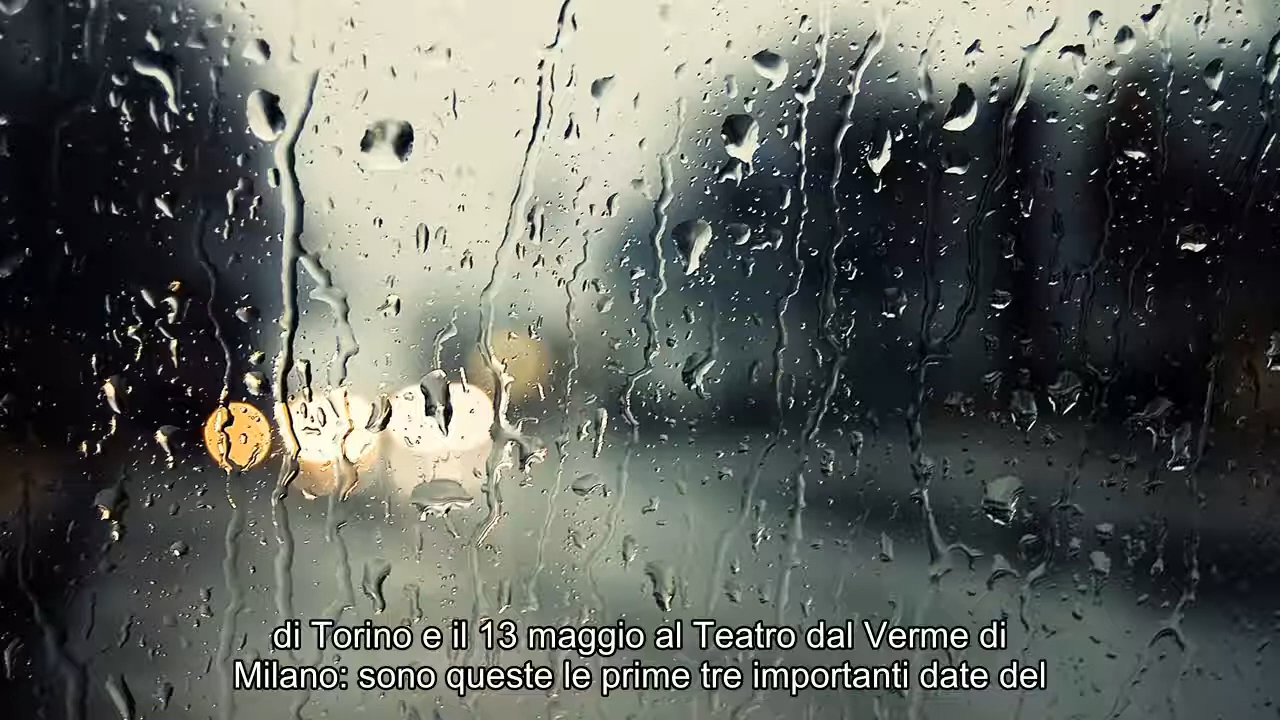 di Torino e il 13 maggio al Teatro dal Verme di
Milano: sono queste le prime tre importanti date del